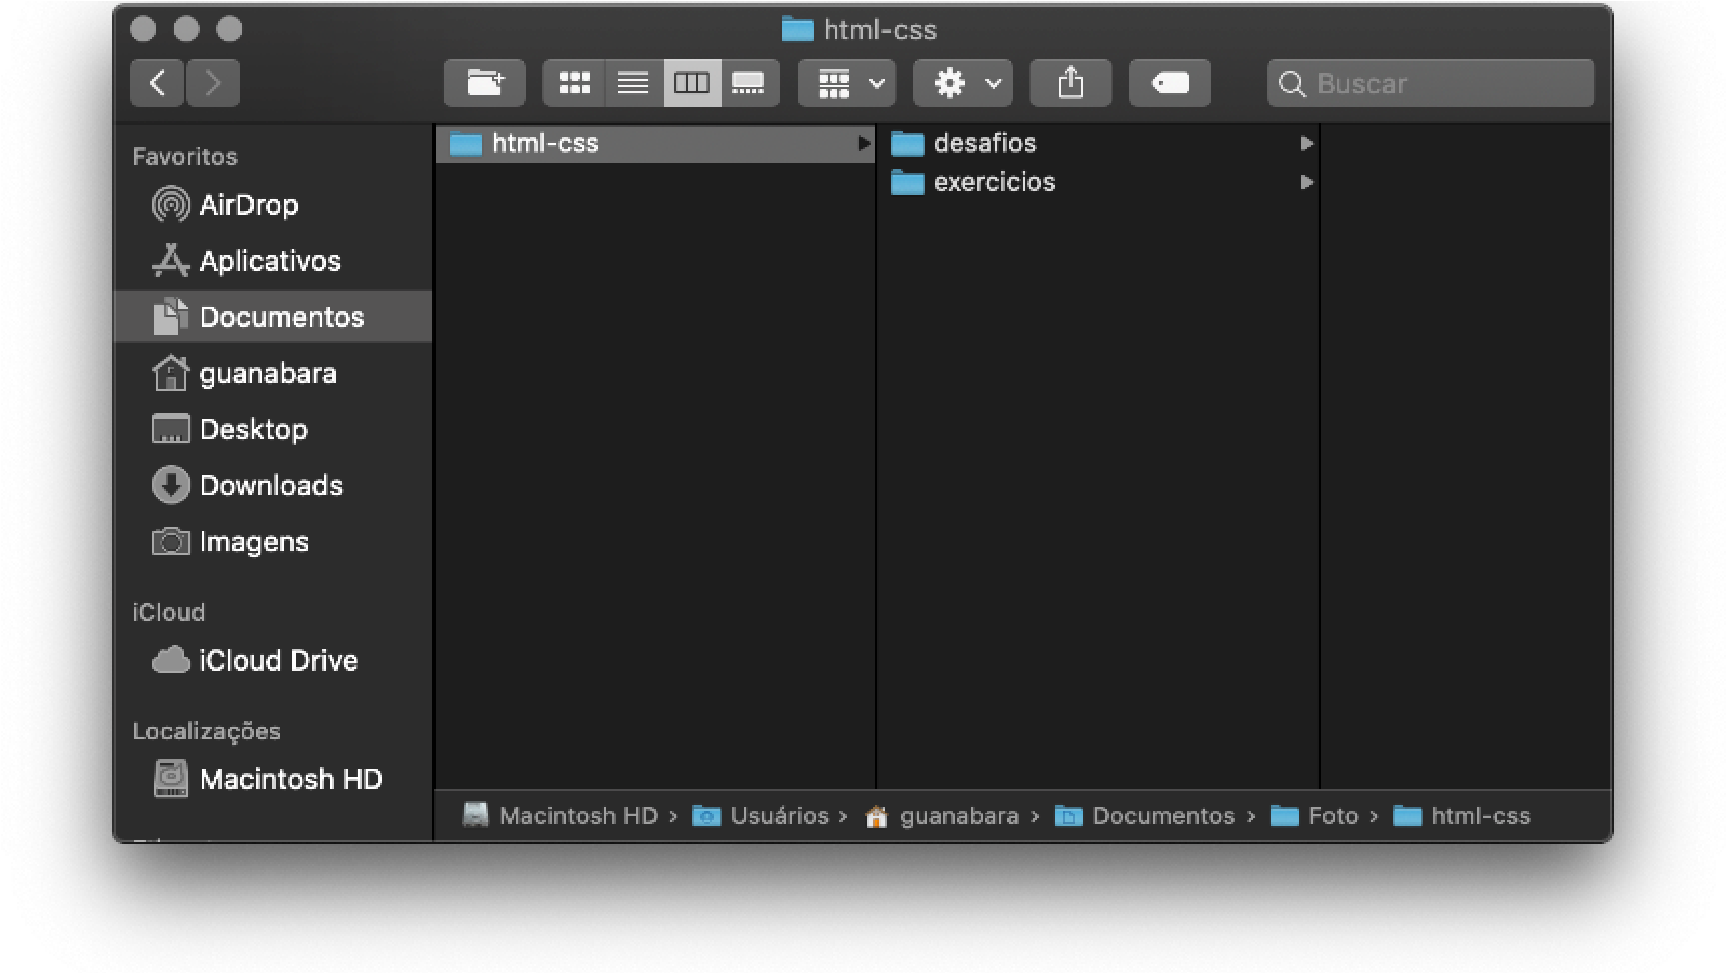 html-css
Buscar
Favoritos
AirDrop
Aplicativos
Documentos
guanabara
Desktop
Downloads
Imagens
iCloud
iCloud Drive
Localizações
Macintosh HD
html-css
desafios
exercicios
Macintosh HD › Usuários › guanabara › Documentos › Foto › html-css